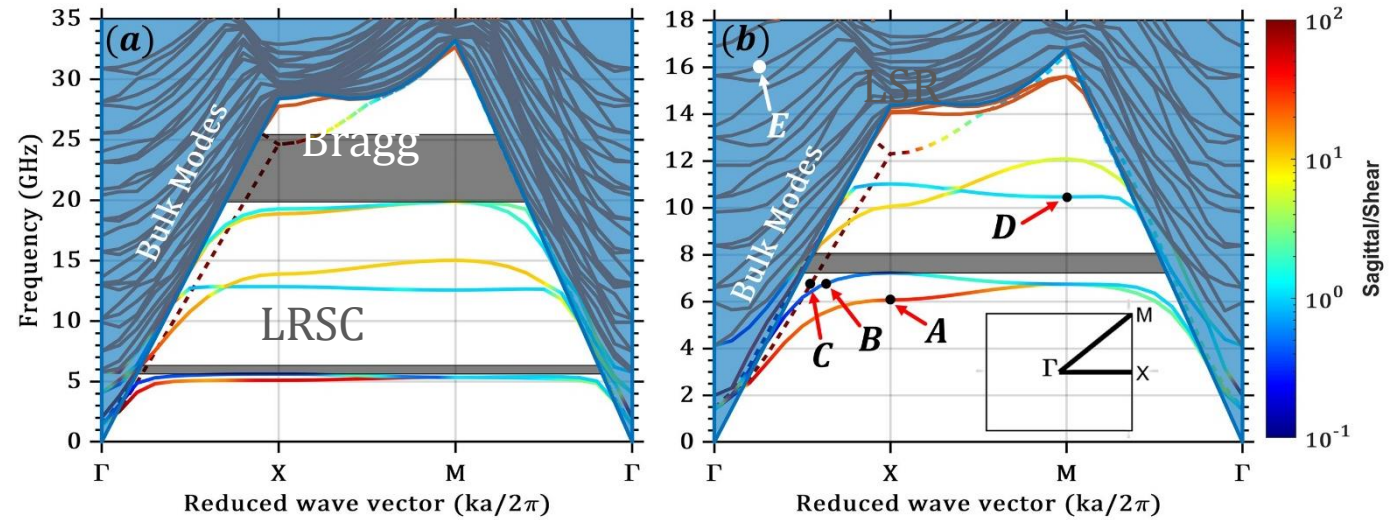 (a)
35
30
25
20
15
10
5
0
Frequency (GHz)
Bulk Modes
Bragg
LRSC
Γ X M Γ
Reduced wave vector (ka/2π)
(b)
18
16
14
12
10
8
6
4
2
0
Bulk Modes
LSR
E
D
C
B
A
M
Γ
X
Γ X M Γ
Reduced wave vector (ka/2π)
10²
10¹
10⁰
10⁻¹
Sagittal/Shear